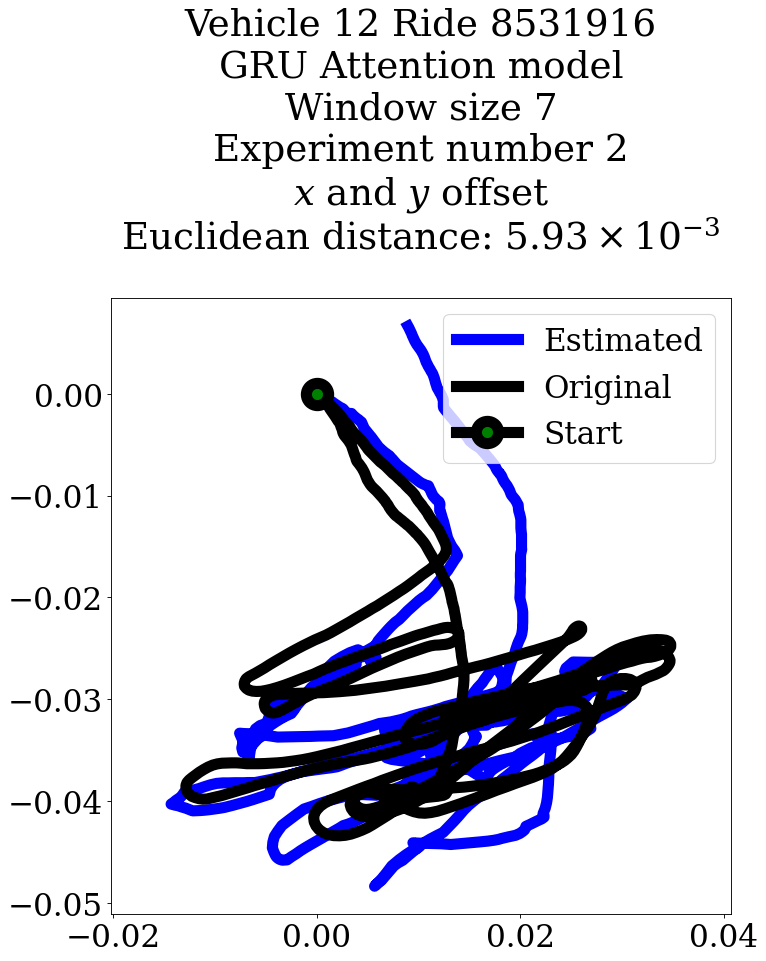 Vehicle 12 Ride 8531916
GRU Attention model
Window size 7
Experiment number 2
x and y offset
Euclidean distance: 5.93 × 10⁻³
Estimated
Original
Start
0.00
−0.01
−0.02
−0.03
−0.04
−0.05
−0.02 0.00 0.02 0.04